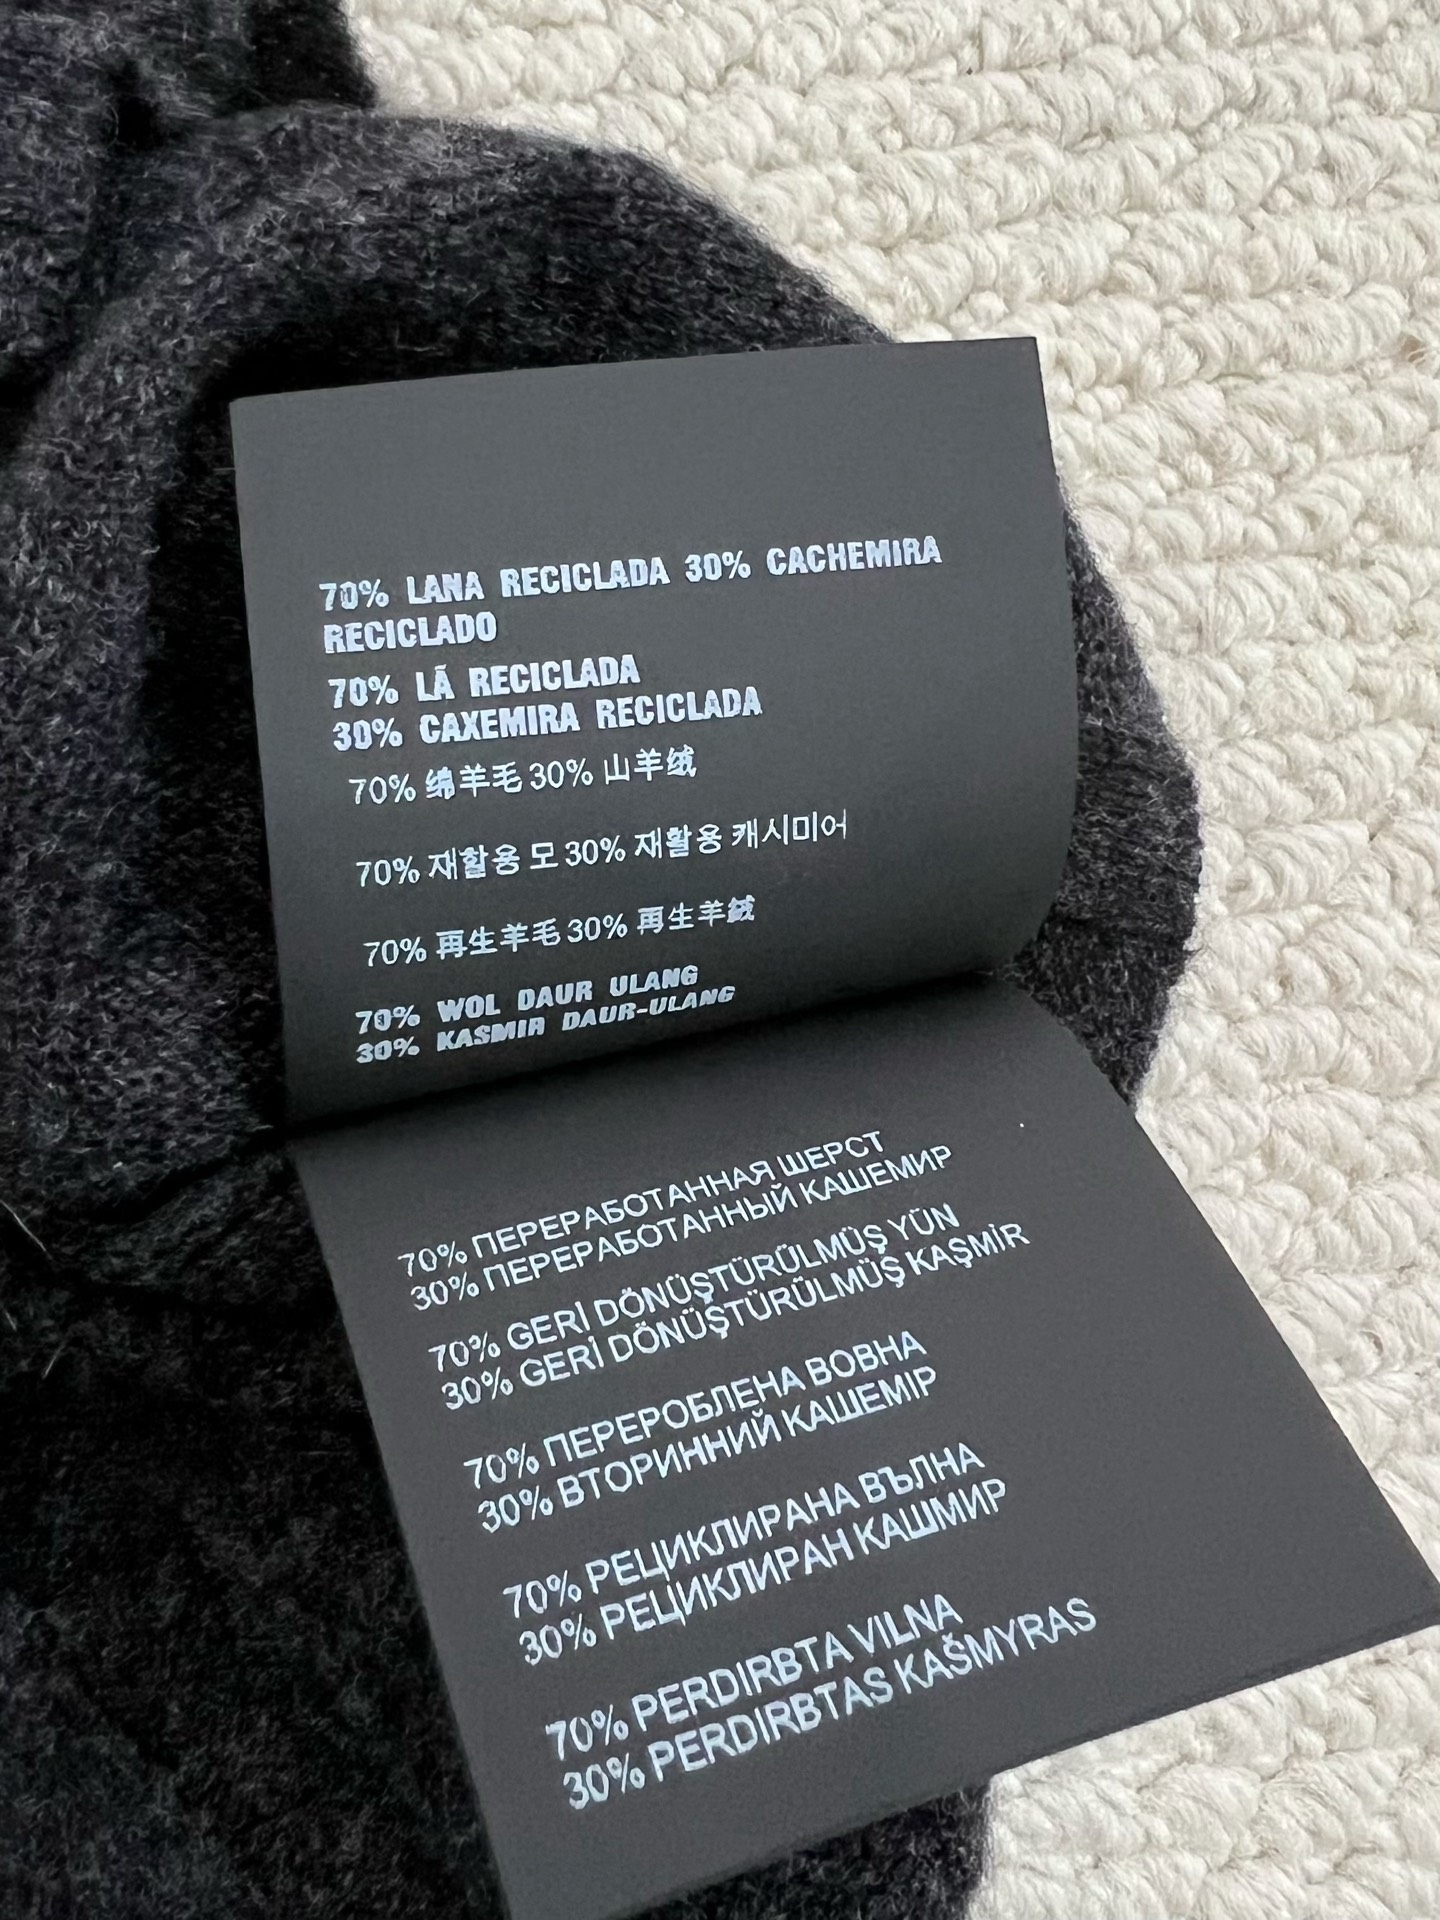 70% LANA RECICLADA 30% CACHEMIRA
RECICLADO
70% LÃ RECICLADA
30% CAXEMIRA RECICLADA
70% 绵羊毛 30% 山羊绒
70% 재활용 모 30% 재활용 캐시미어
70% 再生羊毛 30% 再生羊絨
70% WOL DAUR ULANG
30% KASMIR DAUR-ULANG
70% ПЕРЕРАБОТАННАЯ ШЕРСТ
30% ПЕРЕРАБОТАННЫЙ КАШЕМИР
70% GERİ DÖNÜŞTÜRÜLMÜŞ YÜN
30% GERİ DÖNÜŞTÜRÜLMÜŞ KAŞMİR
70% ПЕРЕРОБЛЕНА ВОВНА
30% ВТОРИННИЙ КАШЕМІР
70% РЕЦИКЛИРАНА ВЪЛНА
30% РЕЦИКЛИРАН КАШМИР
70% PERDIRBTA VILNA
30% PERDIRBTAS KAŠMYRAS